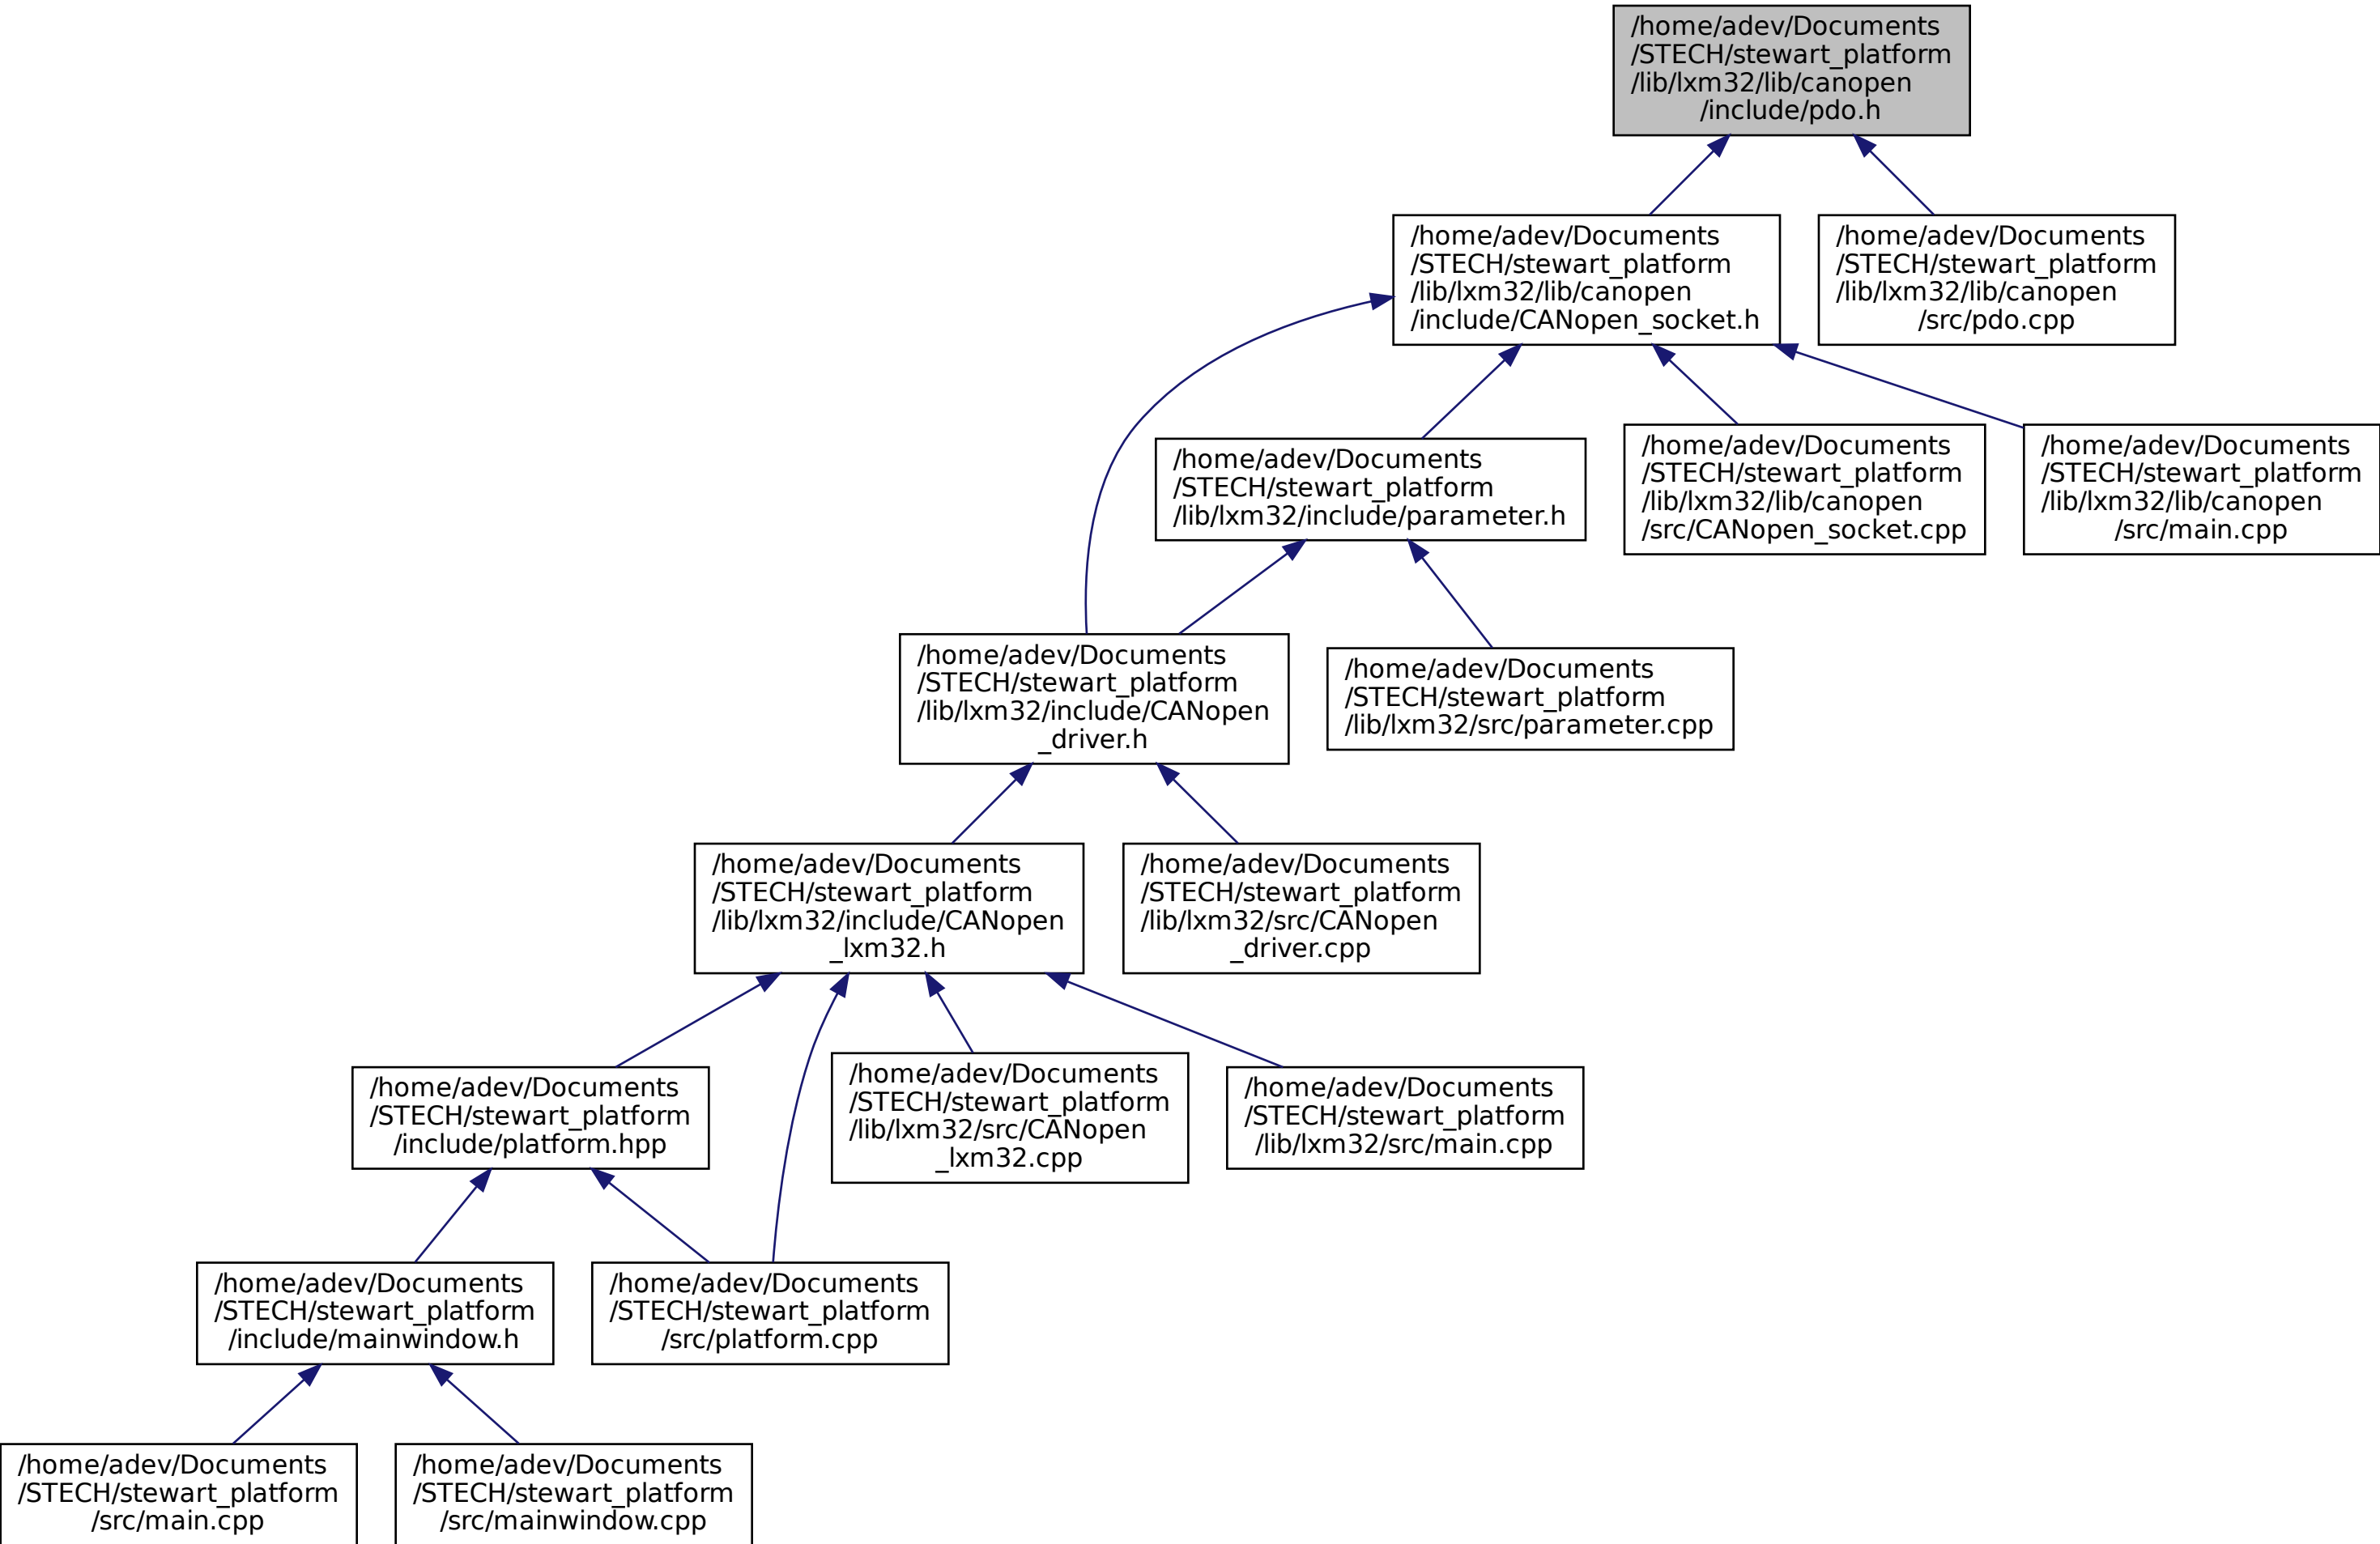 /home/adev/Documents
/STECH/stewart_platform
/lib/lxm32/lib/canopen
/include/pdo.h
/home/adev/Documents
/STECH/stewart_platform
/lib/lxm32/lib/canopen
/include/CANopen_socket.h
/home/adev/Documents
/STECH/stewart_platform
/lib/lxm32/lib/canopen
/src/pdo.cpp
/home/adev/Documents
/STECH/stewart_platform
/lib/lxm32/include/parameter.h
/home/adev/Documents
/STECH/stewart_platform
/lib/lxm32/lib/canopen
/src/CANopen_socket.cpp
/home/adev/Documents
/STECH/stewart_platform
/lib/lxm32/lib/canopen
/src/main.cpp
/home/adev/Documents
/STECH/stewart_platform
/lib/lxm32/include/CANopen
_driver.h
/home/adev/Documents
/STECH/stewart_platform
/lib/lxm32/src/parameter.cpp
/home/adev/Documents
/STECH/stewart_platform
/lib/lxm32/include/CANopen
_lxm32.h
/home/adev/Documents
/STECH/stewart_platform
/lib/lxm32/src/CANopen
_driver.cpp
/home/adev/Documents
/STECH/stewart_platform
/include/platform.hpp
/home/adev/Documents
/STECH/stewart_platform
/lib/lxm32/src/CANopen
_lxm32.cpp
/home/adev/Documents
/STECH/stewart_platform
/lib/lxm32/src/main.cpp
/home/adev/Documents
/STECH/stewart_platform
/include/mainwindow.h
/home/adev/Documents
/STECH/stewart_platform
/src/platform.cpp
/home/adev/Documents
/STECH/stewart_platform
/src/main.cpp
/home/adev/Documents
/STECH/stewart_platform
/src/mainwindow.cpp